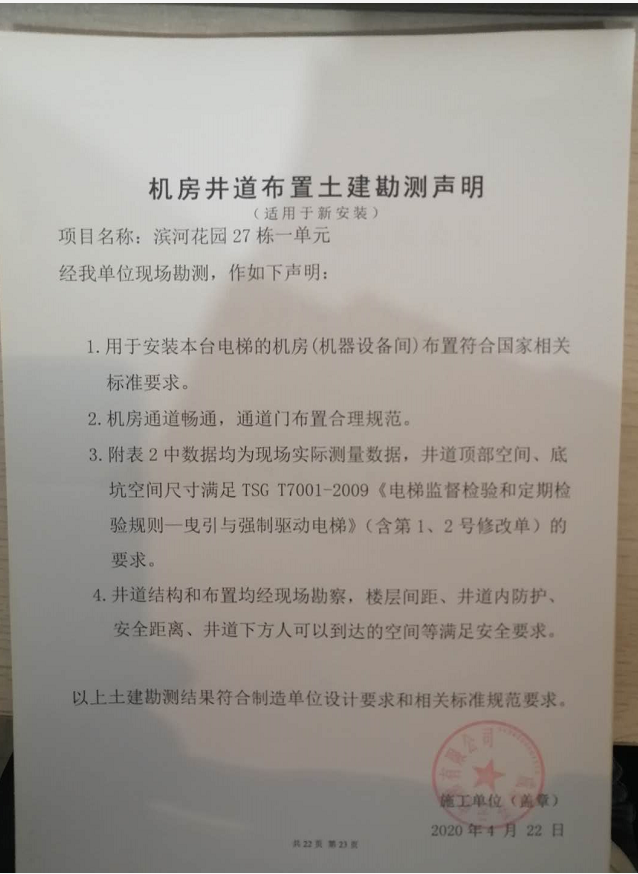 机房井道布置土建勘测声明
（适用于新安装）
项目名称：滨河花园 27 栋一单元
经我单位现场勘测，作如下声明：
1. 用于安装本台电梯的机房(机器设备间)布置符合国家相关
标准要求。
2. 机房通道畅通，通道门布置合理规范。
3. 附表 2 中数据均为现场实际测量数据，井道顶部空间、底
坑空间尺寸满足 TSG T7001-2009《电梯监督检验和定期检
验规则—曳引与强制驱动电梯》（含第 1、2 号修改单）的
要求。
4. 井道结构和布置均经现场勘察，楼层间距、井道内防护、
安全距离、井道下方人可以到达的空间等满足安全要求。
以上土建勘测结果符合制造单位设计要求和相关标准规范要求。
有限公司
施工单位（盖章）
2020 年 4 月 22 日
共 22 页 第 23 页